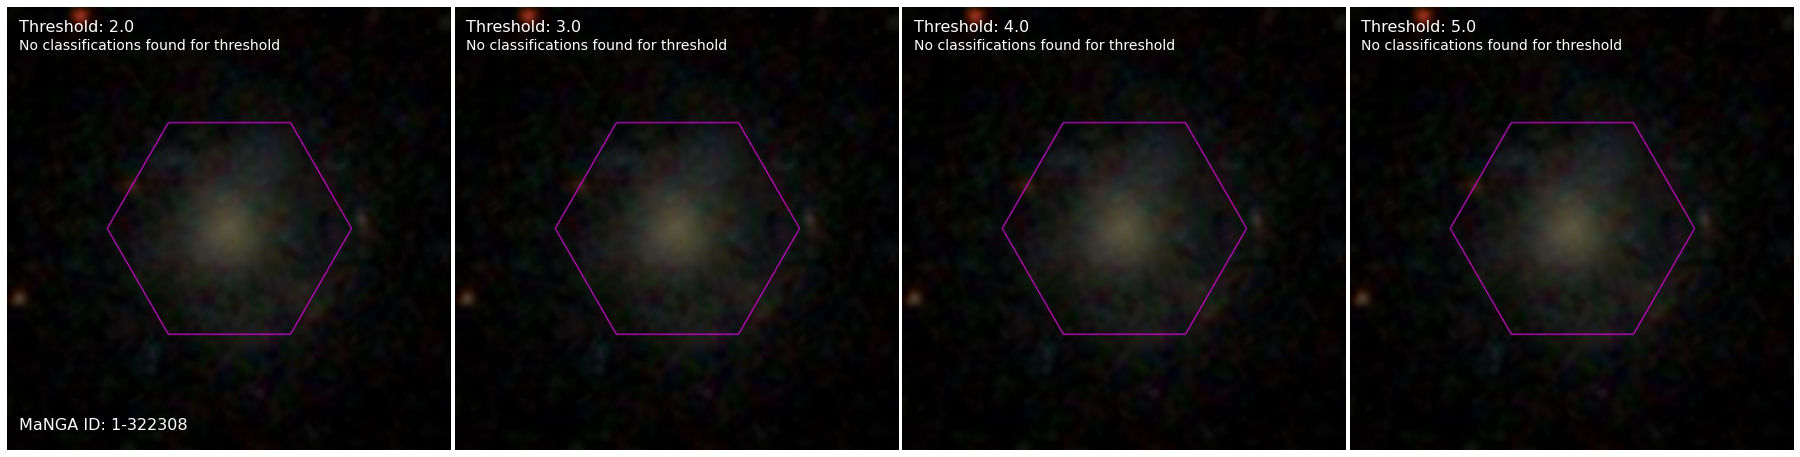 Threshold: 2.0
No classifications found for threshold
MaNGA ID: 1-322308
Threshold: 3.0
No classifications found for threshold
Threshold: 4.0
No classifications found for threshold
Threshold: 5.0
No classifications found for threshold